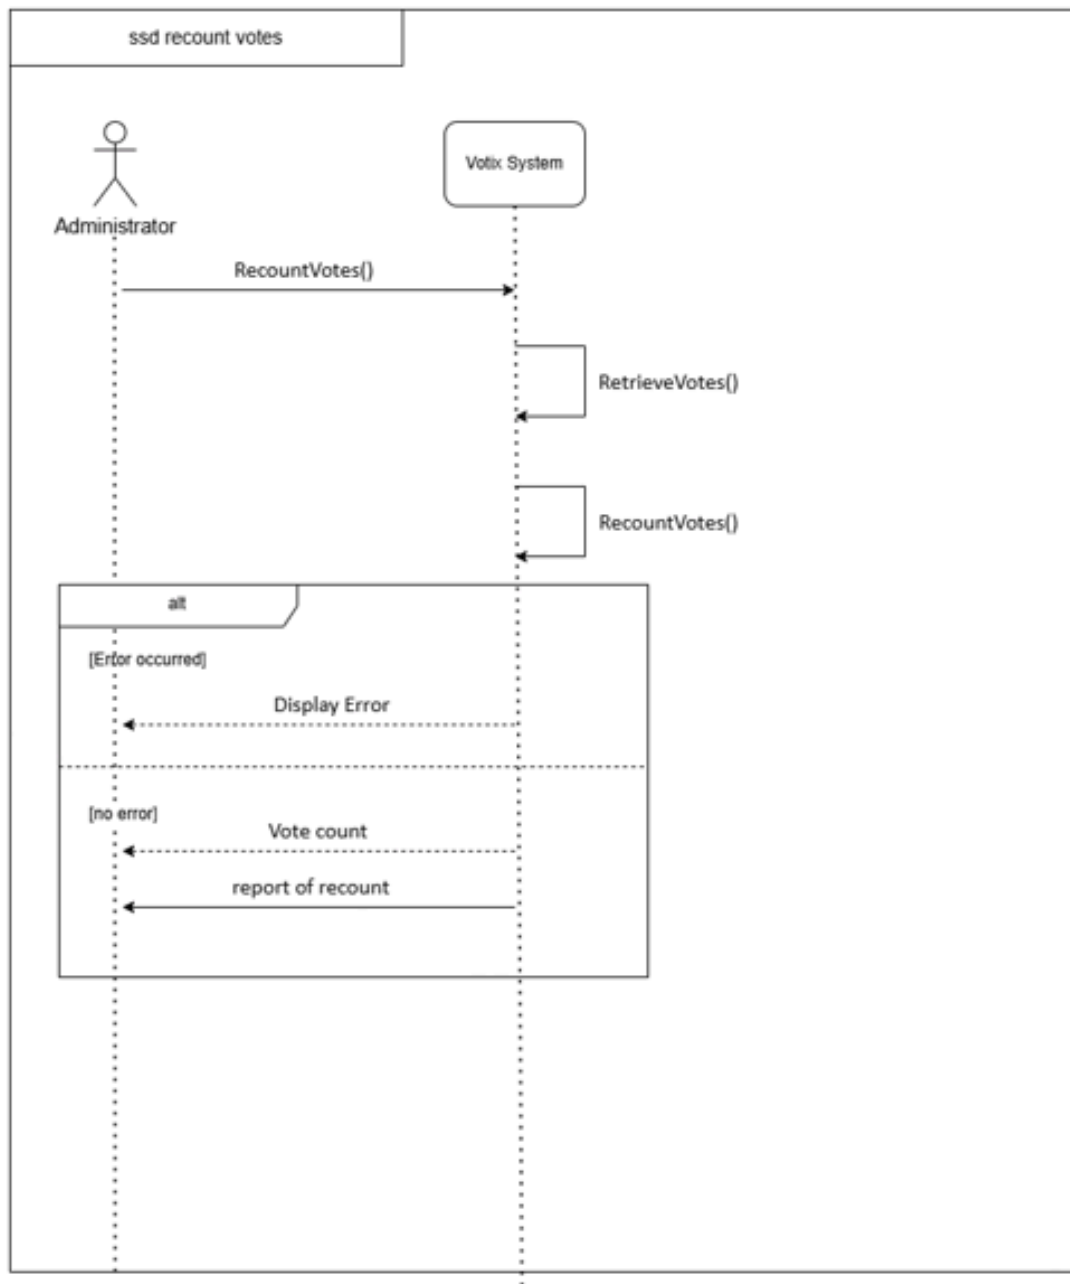 ssd recount votes
Votix System
Administrator
RecountVotes()
RetrieveVotes()
RecountVotes()
alt
[Error occurred]
Display Error
[no error]
Vote count
report of recount